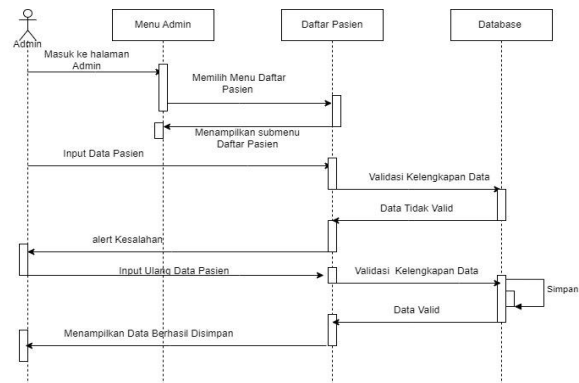 Menu Admin
Daftar Pasien
Database
Admin
Masuk ke halaman
Admin
Memilih Menu Daftar
Pasien
Menampilkan submenu
Daftar Pasien
Input Data Pasien
Validasi Kelengkapan Data
Data Tidak Valid
alert Kesalahan
Input Ulang Data Pasien
Validasi Kelengkapan Data
Simpan
Data Valid
Menampilkan Data Berhasil Disimpan